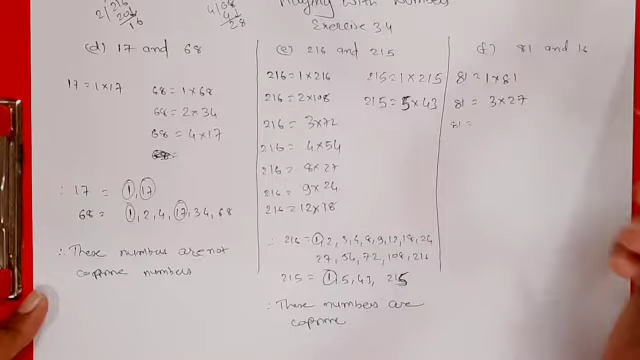 216
2
16
28
Playing with Numbers
Exercise 3.4
(d) 17 and 68
17 = 1×17
68 = 1×68
68 = 2×34
68 = 4×17
68 =
∴ 17 = 1, 17
68 = 1, 2, 4, 17, 34, 68
∴ These numbers are not
coprime numbers
(e) 216 and 215
216 = 1×216
216 = 2×108
216 = 3×72
216 = 4×54
216 = 8×27
216 = 9×24
216 = 12×18
215 = 1×215
215 = 5×43
∴ 216 = 1, 2, 3, 4, 8, 9, 12, 18, 24
27, 54, 72, 108, 216
215 = 1, 5, 43, 215
∴ These numbers are
coprime
(f) 81 and 16
81 = 1×81
81 = 3×27
81 =